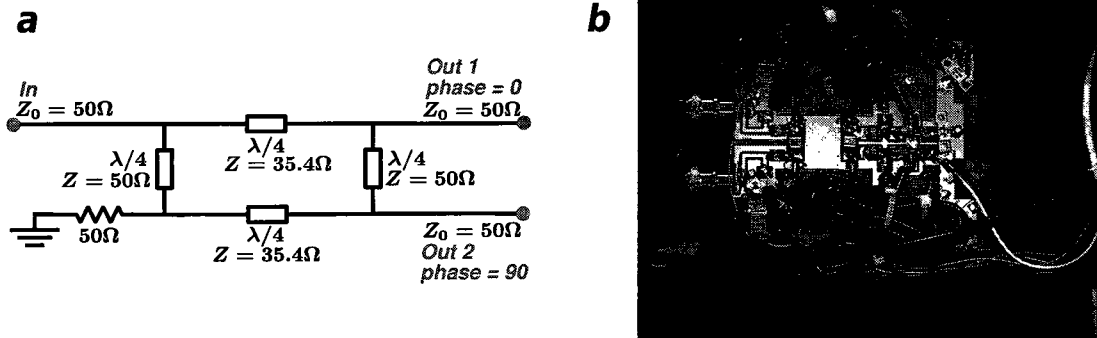 a
b
In
Z₀ = 50Ω
Out 1
phase = 0
Z₀ = 50Ω
λ/4
Z = 50Ω
λ/4
Z = 35.4Ω
λ/4
Z = 50Ω
50Ω
λ/4
Z = 35.4Ω
Z₀ = 50Ω
Out 2
phase = 90